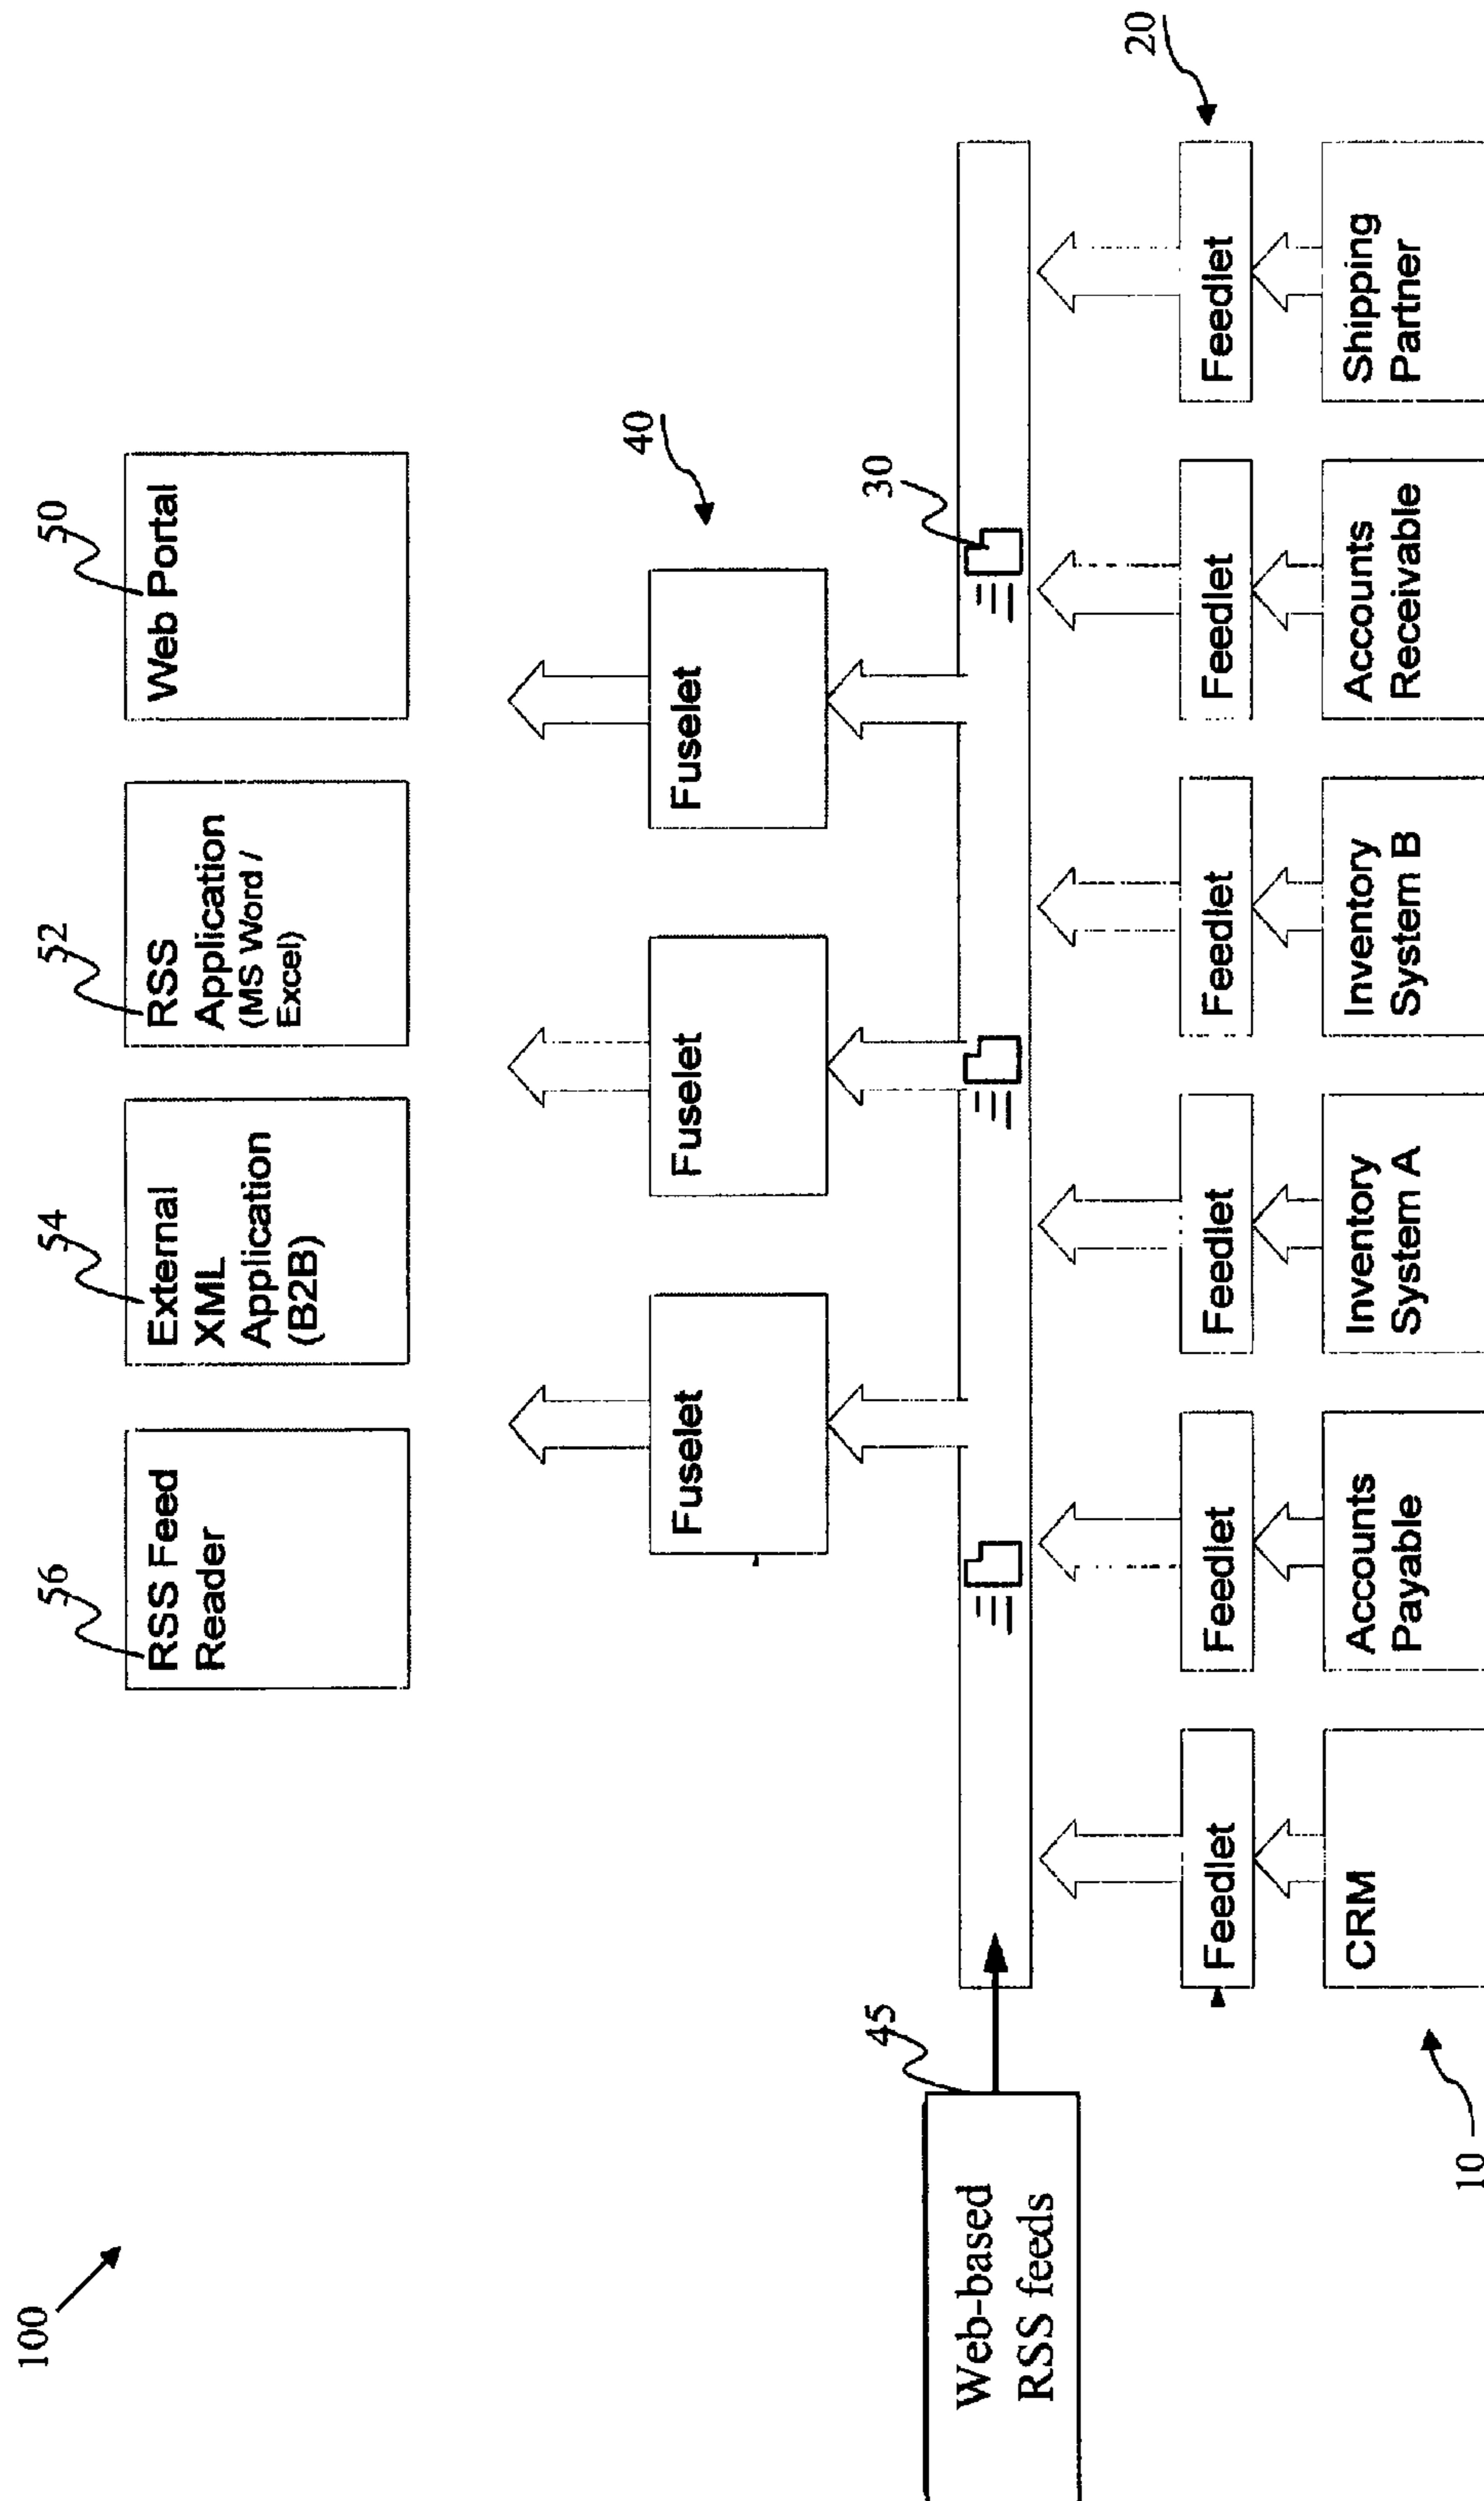 100
56
54
52
50
RSS Feed
Reader
External
XML
Application
(B2B)
RSS
Application
(MS Word /
Excel)
Web Portal
40
Fuselet
Fuselet
Fuselet
45
30
Web-based
RSS feeds
20
Feedlet
Feedlet
Feedlet
Feedlet
Feedlet
Feedlet
CRM
Accounts
Payable
Inventory
System A
Inventory
System B
Accounts
Receivable
Shipping
Partner
10